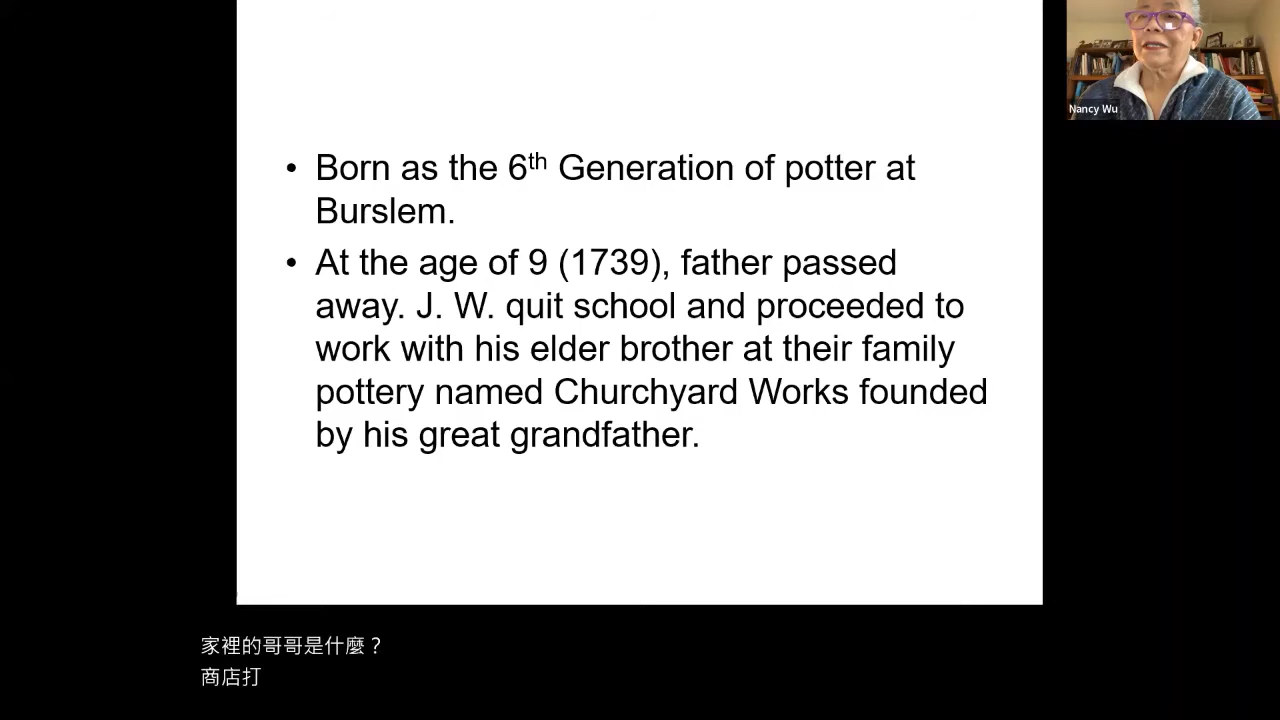 • Born as the 6th Generation of potter at
Burslem.
• At the age of 9 (1739), father passed
away. J. W. quit school and proceeded to
work with his elder brother at their family
pottery named Churchyard Works founded
by his great grandfather.
Nancy Wu
家裡的哥哥是什麼？
商店打